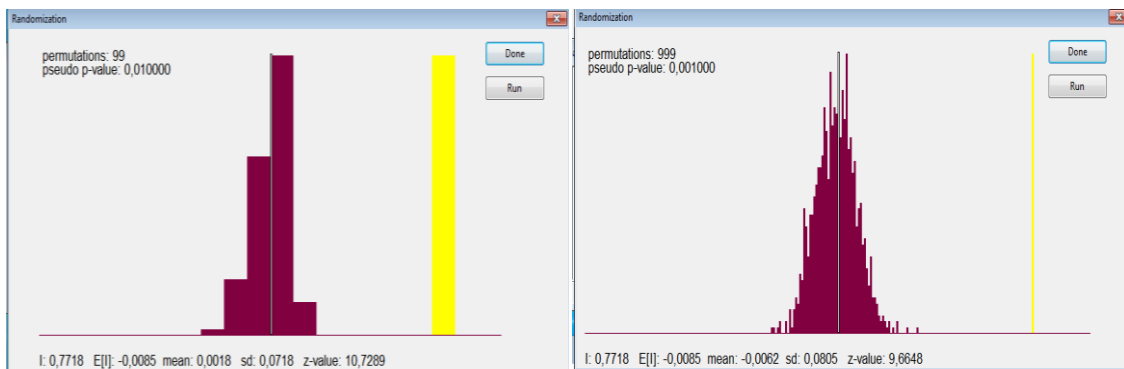 Randomization
permutations: 99
pseudo p-value: 0,010000
Done
Run
I: 0,7718 E[I]: -0,0085 mean: 0,0018 sd: 0,0718 z-value: 10,7289
Randomization
permutations: 999
pseudo p-value: 0,001000
Done
Run
I: 0,7718 E[I]: -0,0085 mean: -0,0062 sd: 0,0805 z-value: 9,6648